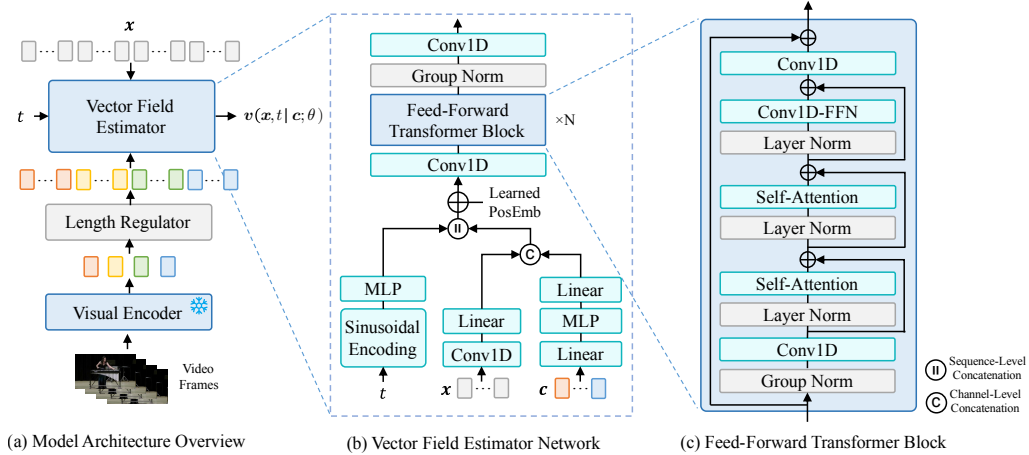 x
t
Vector Field
Estimator
v(x,t| c;θ)
Length Regulator
Visual Encoder
Video
Frames
(a) Model Architecture Overview
Conv1D
Group Norm
Feed-Forward
Transformer Block
×N
Conv1D
Learned
PosEmb
C
MLP
Sinusoidal
Encoding
t
Linear
Conv1D
x
Linear
MLP
Linear
c
(b) Vector Field Estimator Network
Conv1D
Conv1D-FFN
Layer Norm
Self-Attention
Layer Norm
Self-Attention
Layer Norm
Conv1D
Group Norm
Sequence-Level
Concatenation
C
Channel-Level
Concatenation
(c) Feed-Forward Transformer Block